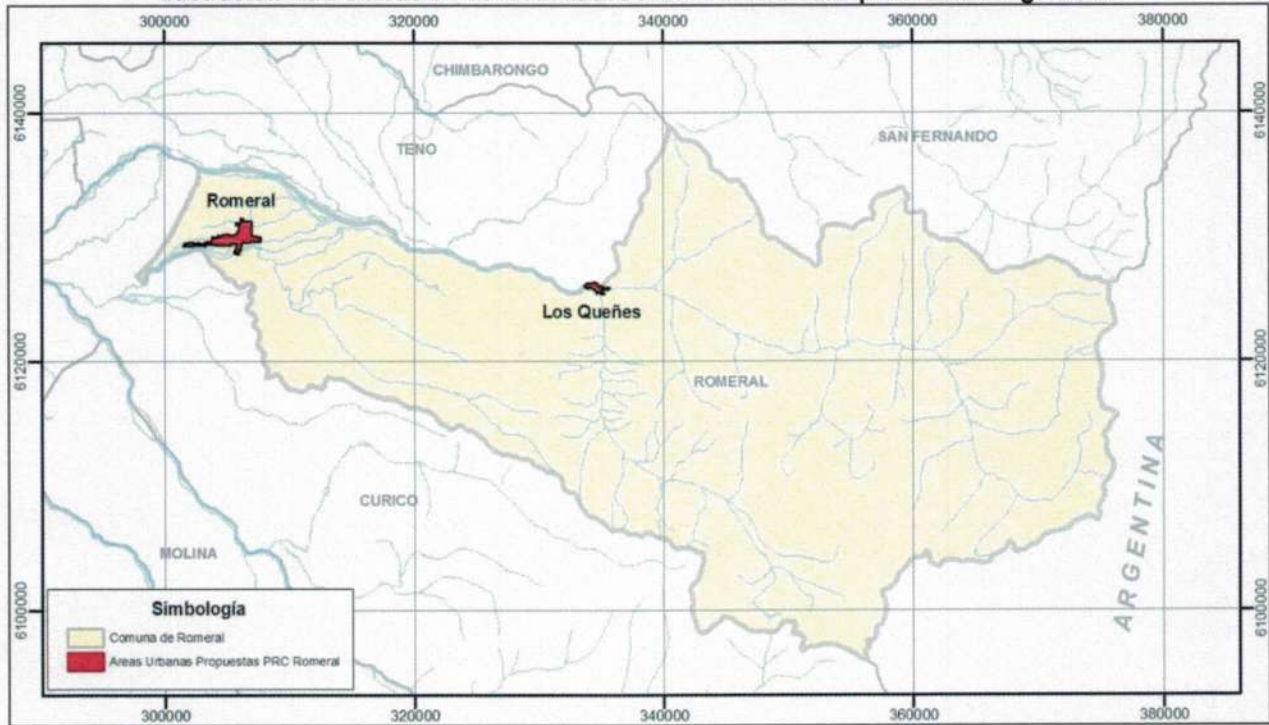 300000 320000 340000 360000 380000
CHIMBARONGO
6140000 6140000
SAN FERNANDO
TENO
Romeral
Los Queñes
6120000 6120000
ROMERAL
CURICO
ARGENTINA
MOLINA
6100000 6100000
Simbología
Comuna de Romeral
Areas Urbanas Propuestas PRC Romeral
300000 320000 340000 360000 380000